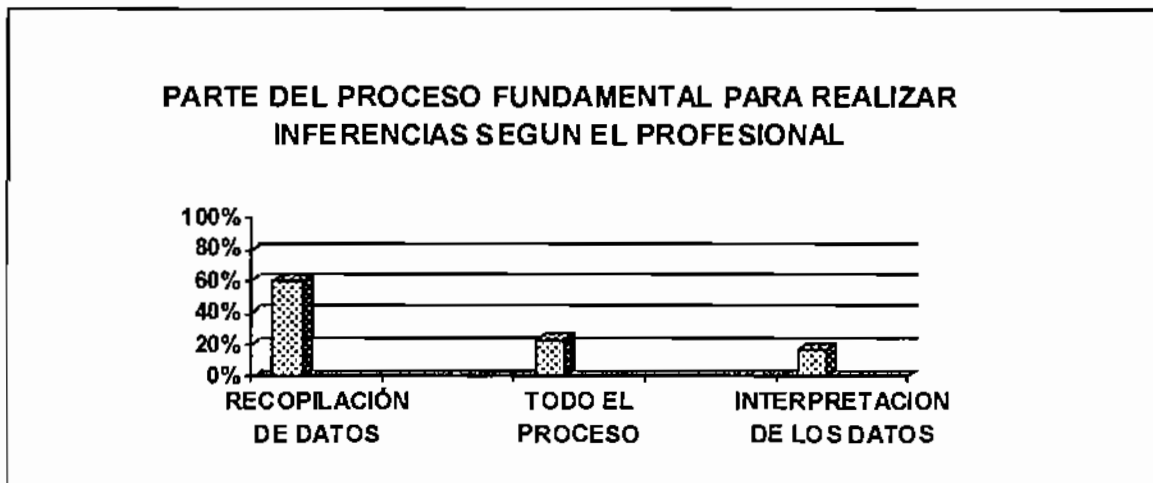 PARTE DEL PROCESO FUNDAMENTAL PARA REALIZAR
INFERENCIAS SEGUN EL PROFESIONAL
100%
80%
60%
40%
20%
0%
RECOPILACIÓN
DE DATOS
TODO EL
PROCESO
INTERPRETACION
DE LOS DATOS